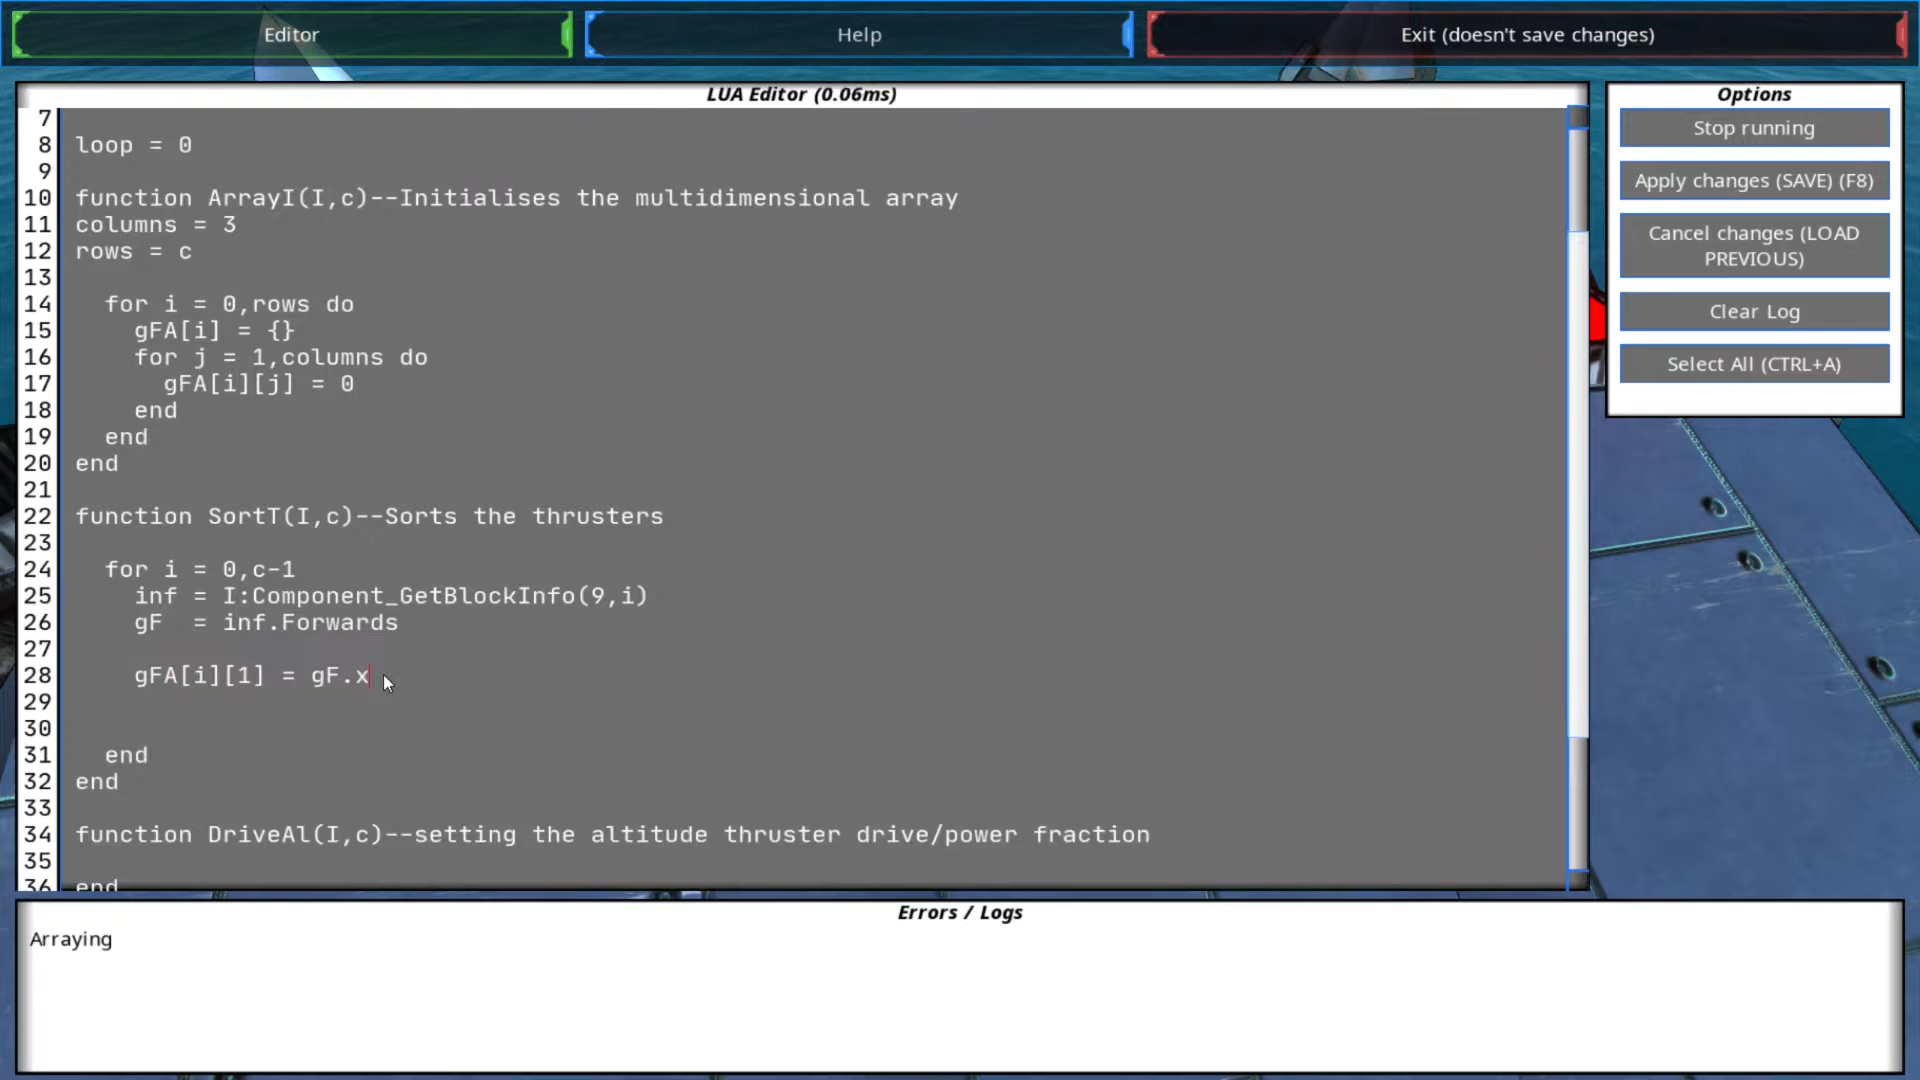 Editor
Help
Exit (doesn't save changes)
LUA Editor (0.06ms)
7
8 loop = 0
9
10 function ArrayI(I,c)--Initialises the multidimensional array
11 columns = 3
12 rows = c
13
14 for i = 0,rows do
15 gFA[i] = {}
16 for j = 1,columns do
17 gFA[i][j] = 0
18 end
19 end
20 end
21
22 function SortT(I,c)--Sorts the thrusters
23
24 for i = 0,c-1
25 inf = I:Component_GetBlockInfo(9,i)
26 gF  = inf.Forwards
27
28 gFA[i][1] = gF.x
29
30
31 end
32 end
33
34 function DriveAl(I,c)--setting the altitude thruster drive/power fraction
35
36 end
Options
Stop running
Apply changes (SAVE) (F8)
Cancel changes (LOAD
PREVIOUS)
Clear Log
Select All (CTRL+A)
Errors / Logs
Arraying